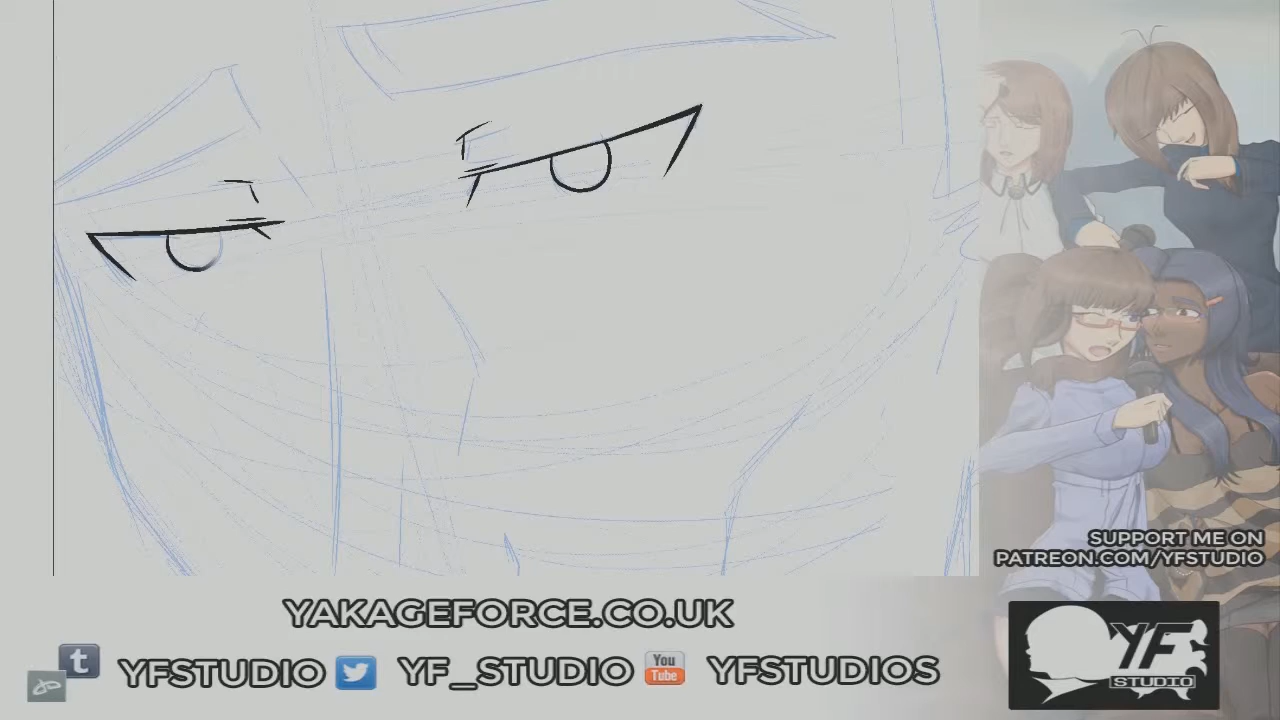 SUPPORT ME ON
PATREON.COM/YFSTUDIO
YAKAGEFORCE.CO.UK
t YFSTUDIO YF_STUDIO You Tube YFSTUDIOS
YF
STUDIO